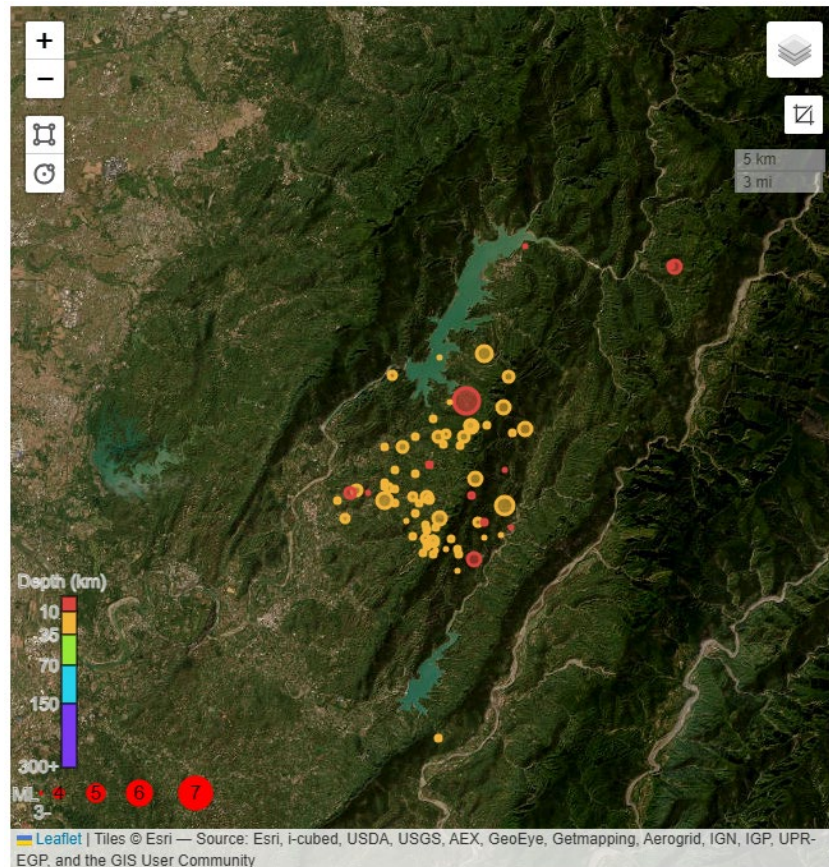 +
−
5 km
3 mi
Depth (km)
10
35
70
150
300+
ML
3-
4
5
6
7
Leaflet | Tiles © Esri — Source: Esri, i-cubed, USDA, USGS, AEX, GeoEye, Getmapping, Aerogrid, IGN, IGP, UPR-
EGP, and the GIS User Community